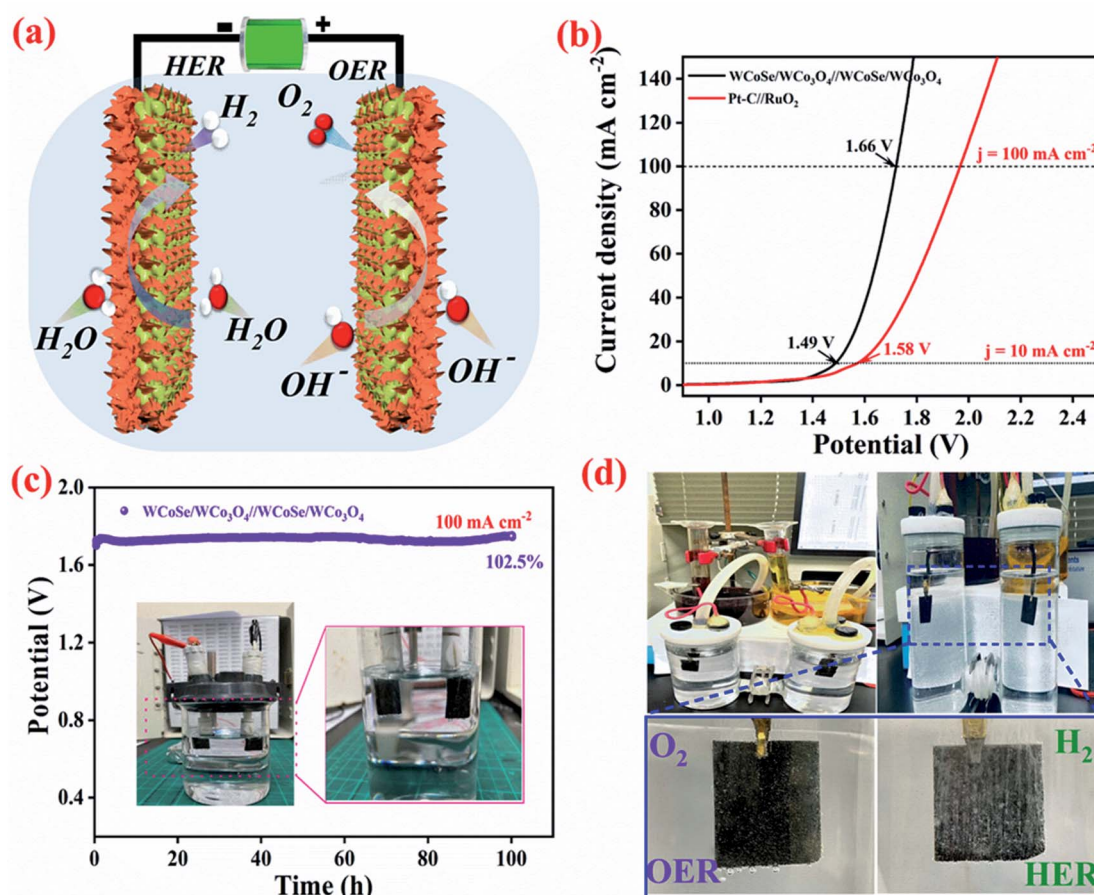 (a)
- +
HER OER
H₂ O₂
H₂O H₂O
OH⁻ OH⁻
(b)
Current density (mA cm⁻²)
140
120
100
80
60
40
20
0
WCoSe/WCo₃O₄//WCoSe/WCo₃O₄
Pt-C//RuO₂
1.66 V
j = 100 mA cm⁻²
1.49 V
1.58 V
j = 10 mA cm⁻²
1.0 1.2 1.4 1.6 1.8 2.0 2.2 2.4
Potential (V)
(c)
Potential (V)
2.0
1.6
1.2
0.8
0.4
WCoSe/WCo₃O₄//WCoSe/WCo₃O₄
100 mA cm⁻²
102.5%
0 20 40 60 80 100
Time (h)
(d)
O₂ H₂
OER HER